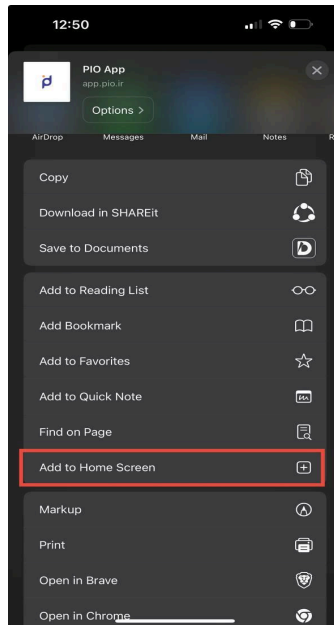 12:50
PIO App
app.pio.ir
Options >
AirDrop Messages Mail Notes R
Copy
Download in SHAREit
Save to Documents
Add to Reading List
Add Bookmark
Add to Favorites
Add to Quick Note
Find on Page
Add to Home Screen
Markup
Print
Open in Brave
Open in Chrome